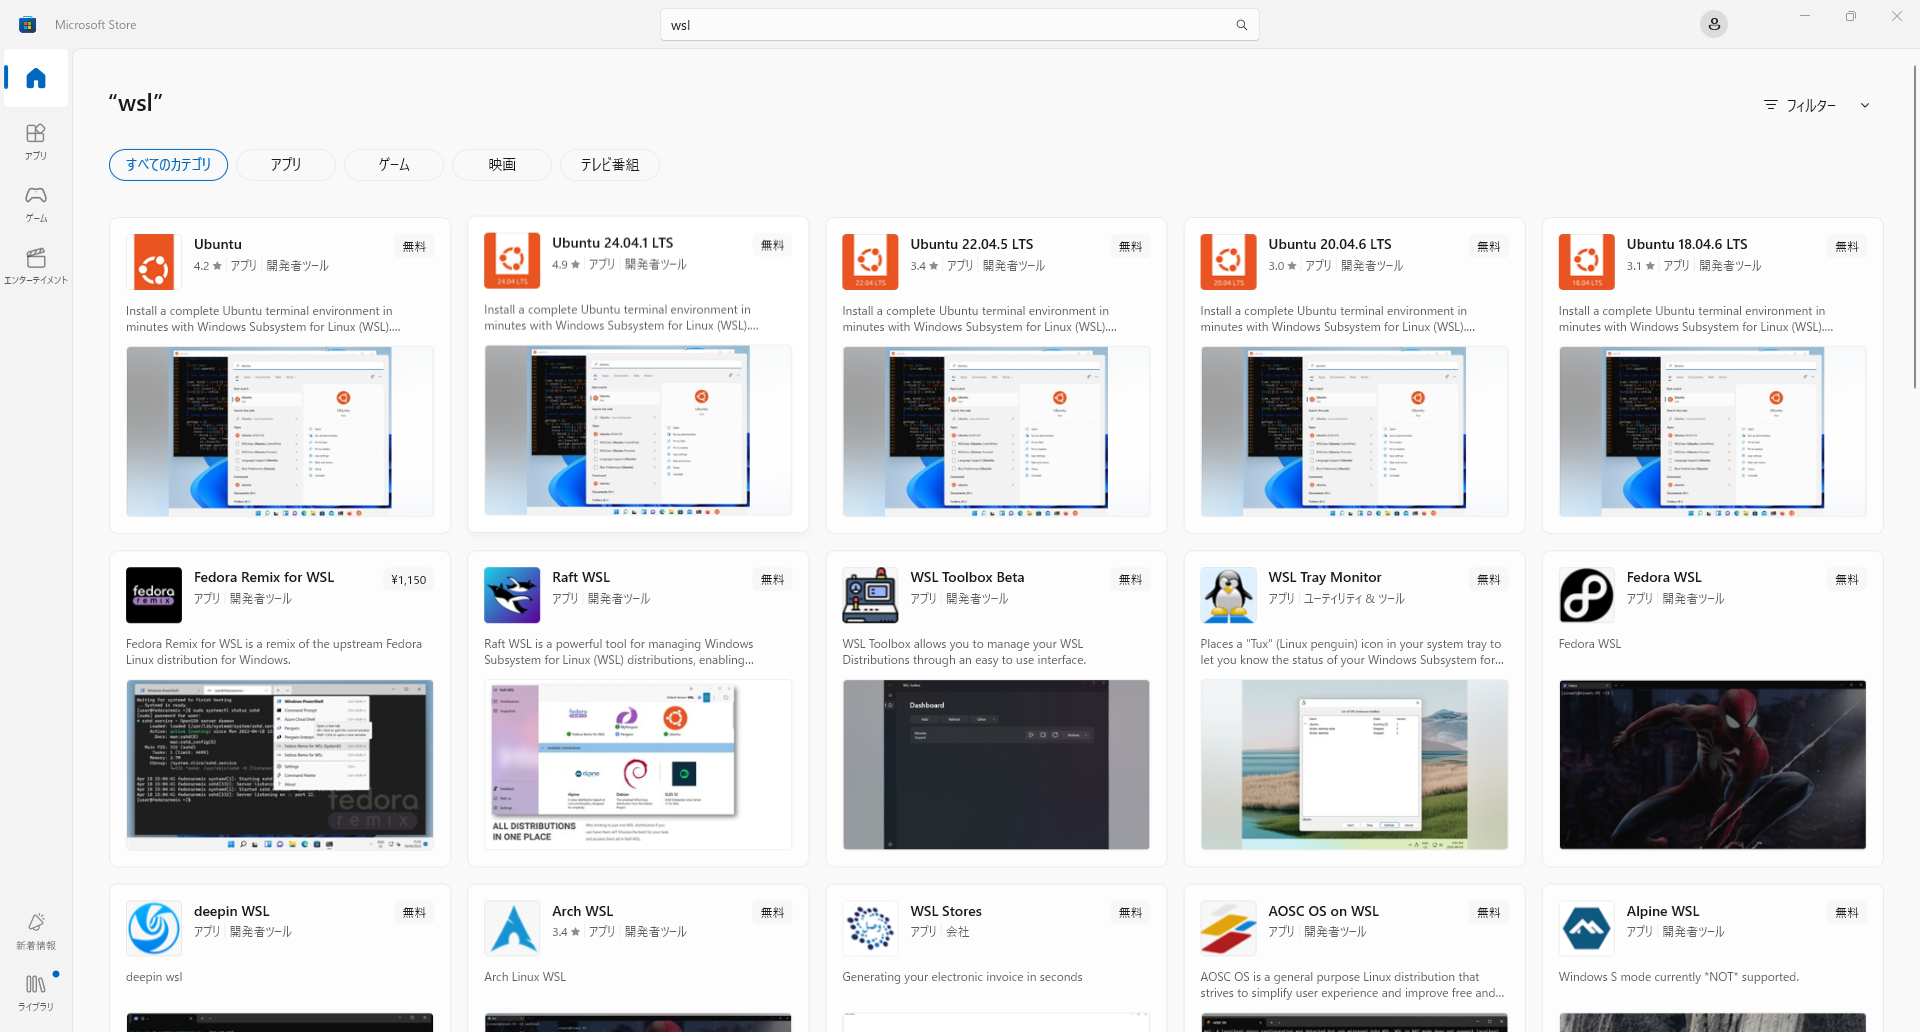 Microsoft Store
wsl
アプリ
ゲーム
エンターテイメント
新着情報
ライブラリ
“wsl”
フィルター
すべてのカテゴリ
アプリ
ゲーム
映画
テレビ番組
Ubuntu
無料
4.2 ★ アプリ 開発者ツール
Install a complete Ubuntu terminal environment in
minutes with Windows Subsystem for Linux (WSL)....
Ubuntu 24.04.1 LTS
無料
4.9 ★ アプリ 開発者ツール
24.04 LTS
Install a complete Ubuntu terminal environment in
minutes with Windows Subsystem for Linux (WSL)....
Ubuntu 22.04.5 LTS
無料
3.4 ★ アプリ 開発者ツール
22.04 LTS
Install a complete Ubuntu terminal environment in
minutes with Windows Subsystem for Linux (WSL)....
Ubuntu 20.04.6 LTS
無料
3.0 ★ アプリ 開発者ツール
20.04 LTS
Install a complete Ubuntu terminal environment in
minutes with Windows Subsystem for Linux (WSL)....
Ubuntu 18.04.6 LTS
無料
3.1 ★ アプリ 開発者ツール
18.04 LTS
Install a complete Ubuntu terminal environment in
minutes with Windows Subsystem for Linux (WSL)....
fedora
remix
Fedora Remix for WSL
¥1,150
アプリ 開発者ツール
Fedora Remix for WSL is a remix of the upstream Fedora
Linux distribution for Windows.
fedora
remix
Raft WSL
無料
アプリ 開発者ツール
Raft WSL is a powerful tool for managing Windows
Subsystem for Linux (WSL) distributions, enabling...
ALL DISTRIBUTIONS
IN ONE PLACE
WSL Toolbox Beta
無料
アプリ 開発者ツール
WSL Toolbox allows you to manage your WSL
Distributions through an easy to use interface.
Dashboard
WSL Tray Monitor
無料
アプリ ユーティリティ & ツール
Places a "Tux" (Linux penguin) icon in your system tray to
let you know the status of your Windows Subsystem for...
Fedora WSL
無料
アプリ 開発者ツール
Fedora WSL
deepin WSL
無料
アプリ 開発者ツール
deepin wsl
Arch WSL
無料
3.4 ★ アプリ 開発者ツール
Arch Linux WSL
WSL Stores
無料
アプリ 会社
Generating your electronic invoice in seconds
AOSC OS on WSL
無料
アプリ 開発者ツール
AOSC OS is a general purpose Linux distribution that
strives to simplify user experience and improve free and...
Alpine WSL
無料
アプリ 開発者ツール
Windows S mode currently *NOT* supported.